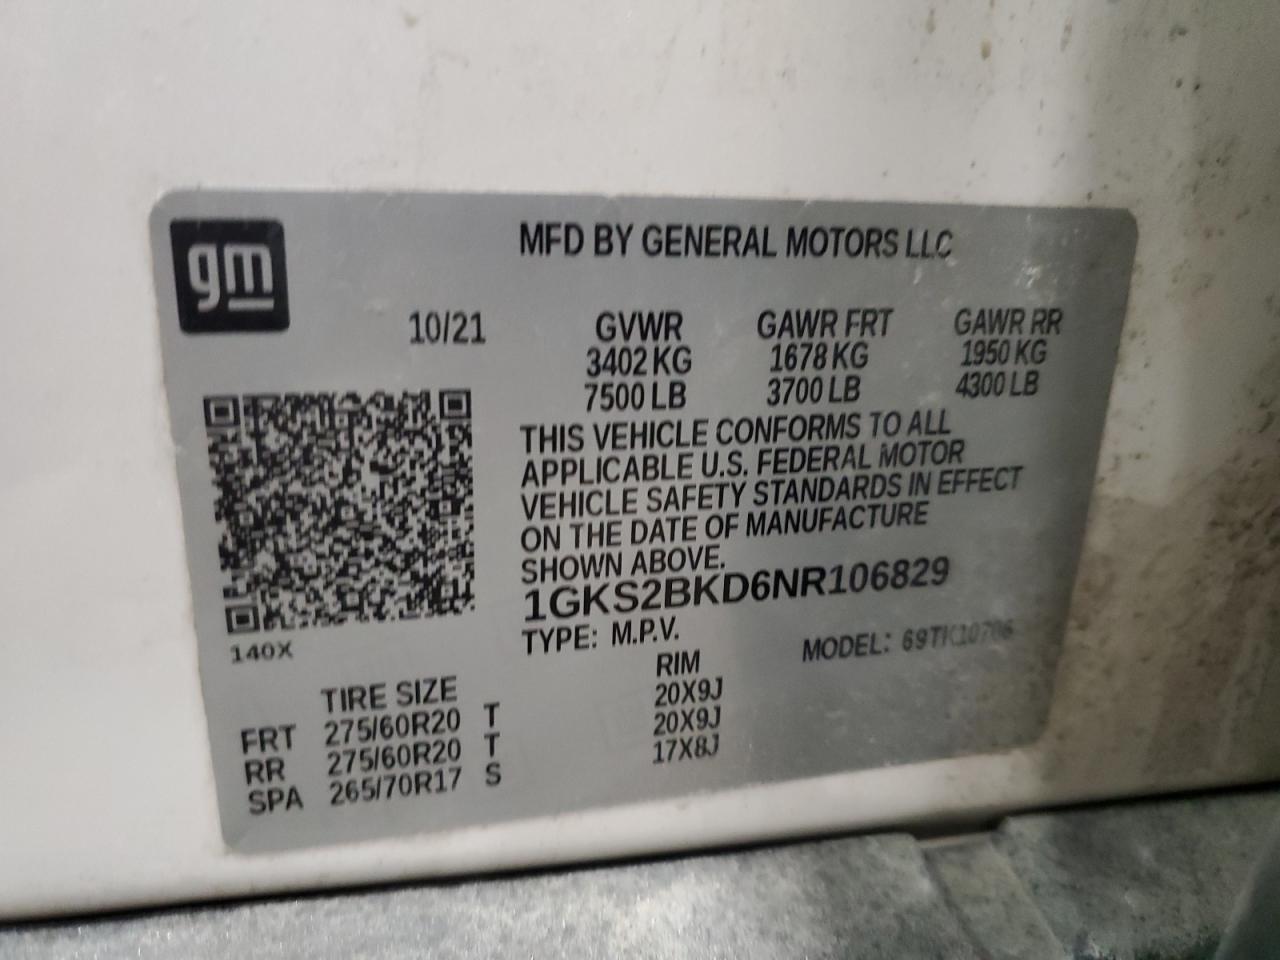 gm
MFD BY GENERAL MOTORS LLC
10/21 GVWR GAWR FRT GAWR RR
3402 KG 1678 KG 1950 KG
7500 LB 3700 LB 4300 LB
THIS VEHICLE CONFORMS TO ALL
APPLICABLE U.S. FEDERAL MOTOR
VEHICLE SAFETY STANDARDS IN EFFECT
ON THE DATE OF MANUFACTURE
SHOWN ABOVE.
1GKS2BKD6NR106829
TYPE: M.P.V. MODEL: 69TK10706
140X
TIRE SIZE RIM
FRT 275/60R20 T 20X9J
RR 275/60R20 T 20X9J
SPA 265/70R17 S 17X8J